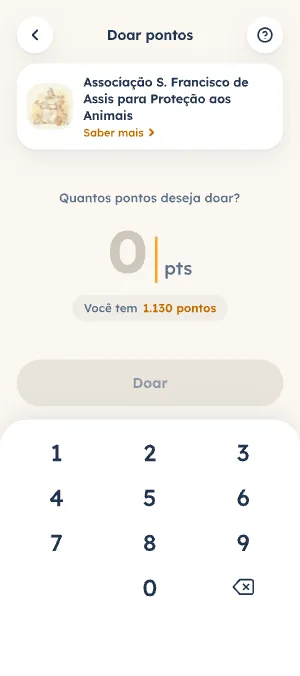 Doar pontos
Associação S. Francisco de
Assis para Proteção aos
Animais
Saber mais
Quantos pontos deseja doar?
0 pts
Você tem 1.130 pontos
Doar
1 2 3
4 5 6
7 8 9
0